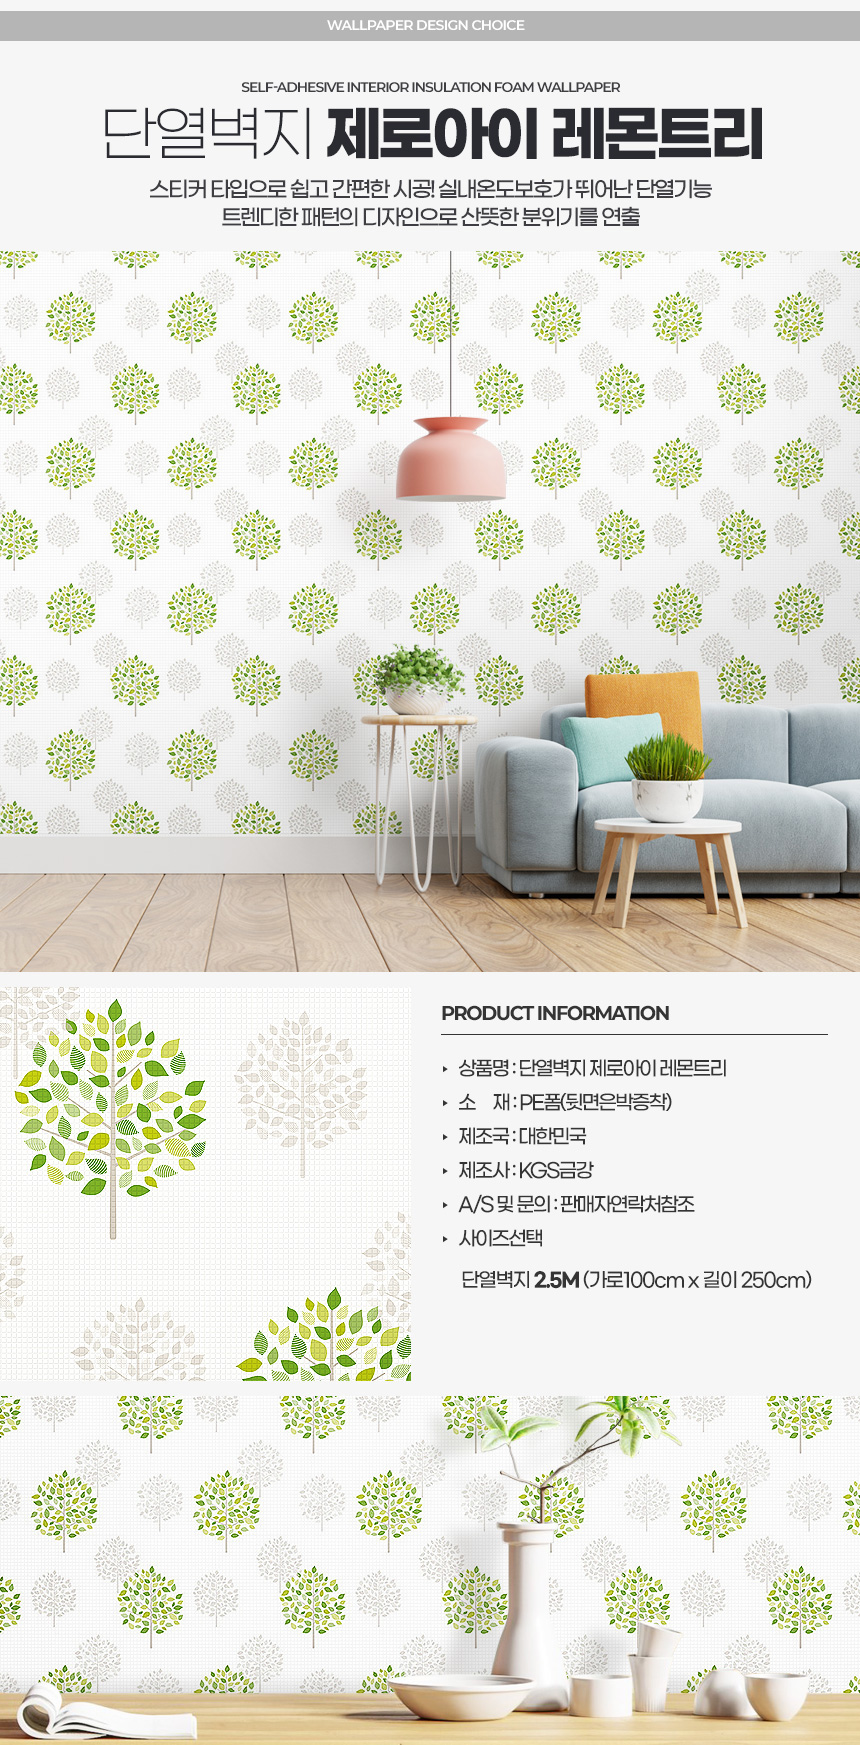 WALLPAPER DESIGN CHOICE
SELF-ADHESIVE INTERIOR INSULATION FOAM WALLPAPER
단열벽지 제로아이 레몬트리
스티커 타입으로 쉽고 간편한 시공! 실내온도보호가 뛰어난 단열기능
트렌디한 패턴의 디자인으로 산뜻한 분위기를 연출
PRODUCT INFORMATION
‣ 상품명 : 단열벽지 제로아이 레몬트리
‣ 소 재 : PE폼(뒷면은박증착)
‣ 제조국 : 대한민국
‣ 제조사 : KGS금강
‣ A/S 및 문의 : 판매자연락처참조
‣ 사이즈선택
단열벽지 2.5M (가로100cm x 길이 250cm)